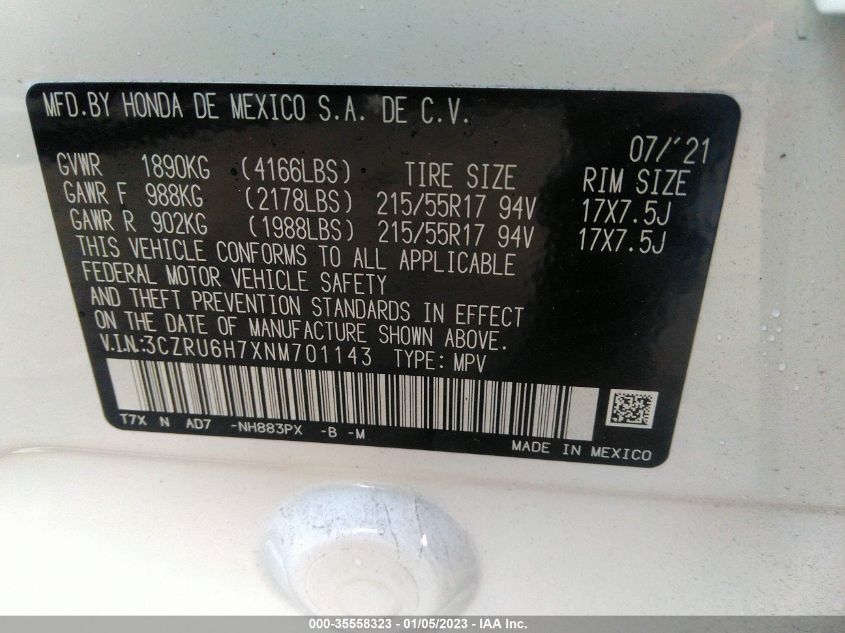 MFD.BY HONDA DE MEXICO S.A. DE C.V.
07/'21
GVWR 1890KG (4166LBS) TIRE SIZE RIM SIZE
GAWR F 988KG (2178LBS) 215/55R17 94V 17X7.5J
GAWR R 902KG (1988LBS) 215/55R17 94V 17X7.5J
THIS VEHICLE CONFORMS TO ALL APPLICABLE
FEDERAL MOTOR VEHICLE SAFETY
AND THEFT PREVENTION STANDARDS IN EFFECT
ON THE DATE OF MANUFACTURE SHOWN ABOVE.
V.I.N.:3CZRU6H7XNM701143 TYPE: MPV
T7X N AD7 -NH883PX -B -M
MADE IN MEXICO
000-35558323 - 01/05/2023 - IAA Inc.